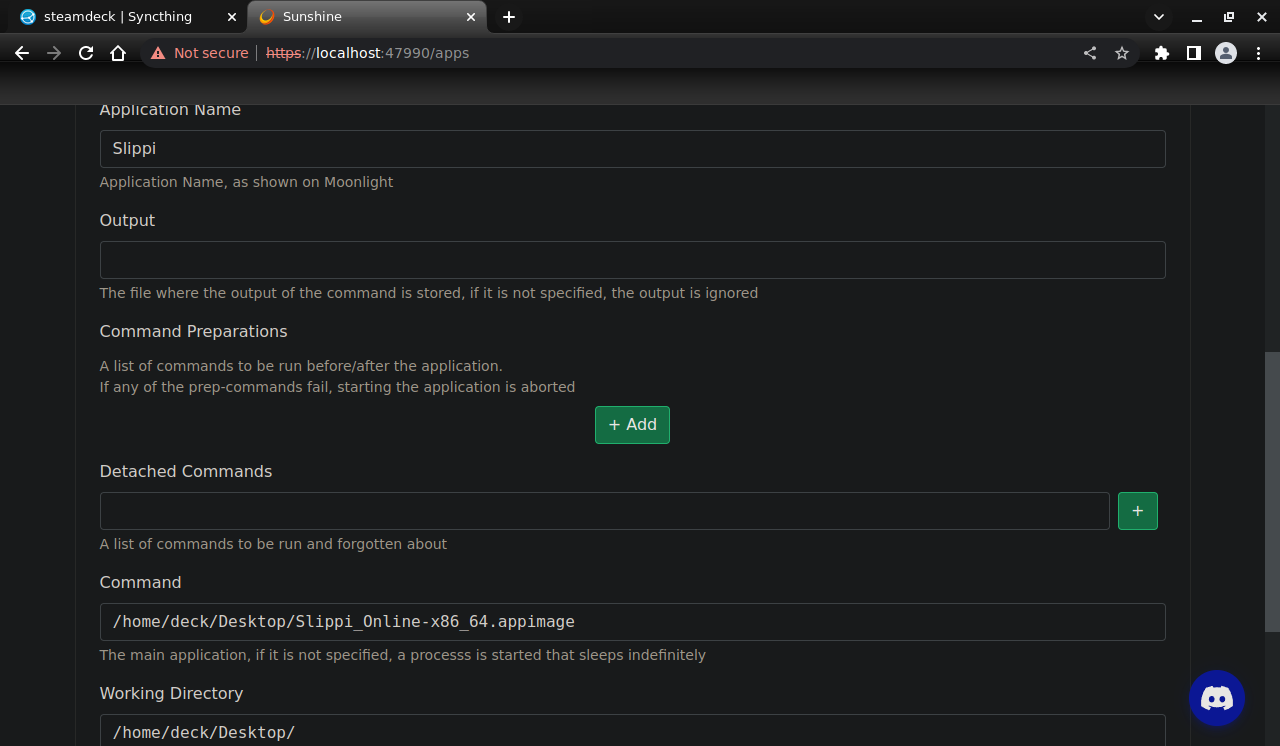 steamdeck | Syncthing
Sunshine
Not secure
https://localhost:47990/apps
Application Name
Slippi
Application Name, as shown on Moonlight
Output
The file where the output of the command is stored, if it is not specified, the output is ignored
Command Preparations
A list of commands to be run before/after the application.
If any of the prep-commands fail, starting the application is aborted
+ Add
Detached Commands
+
A list of commands to be run and forgotten about
Command
/home/deck/Desktop/Slippi_Online-x86_64.appimage
The main application, if it is not specified, a processs is started that sleeps indefinitely
Working Directory
/home/deck/Desktop/